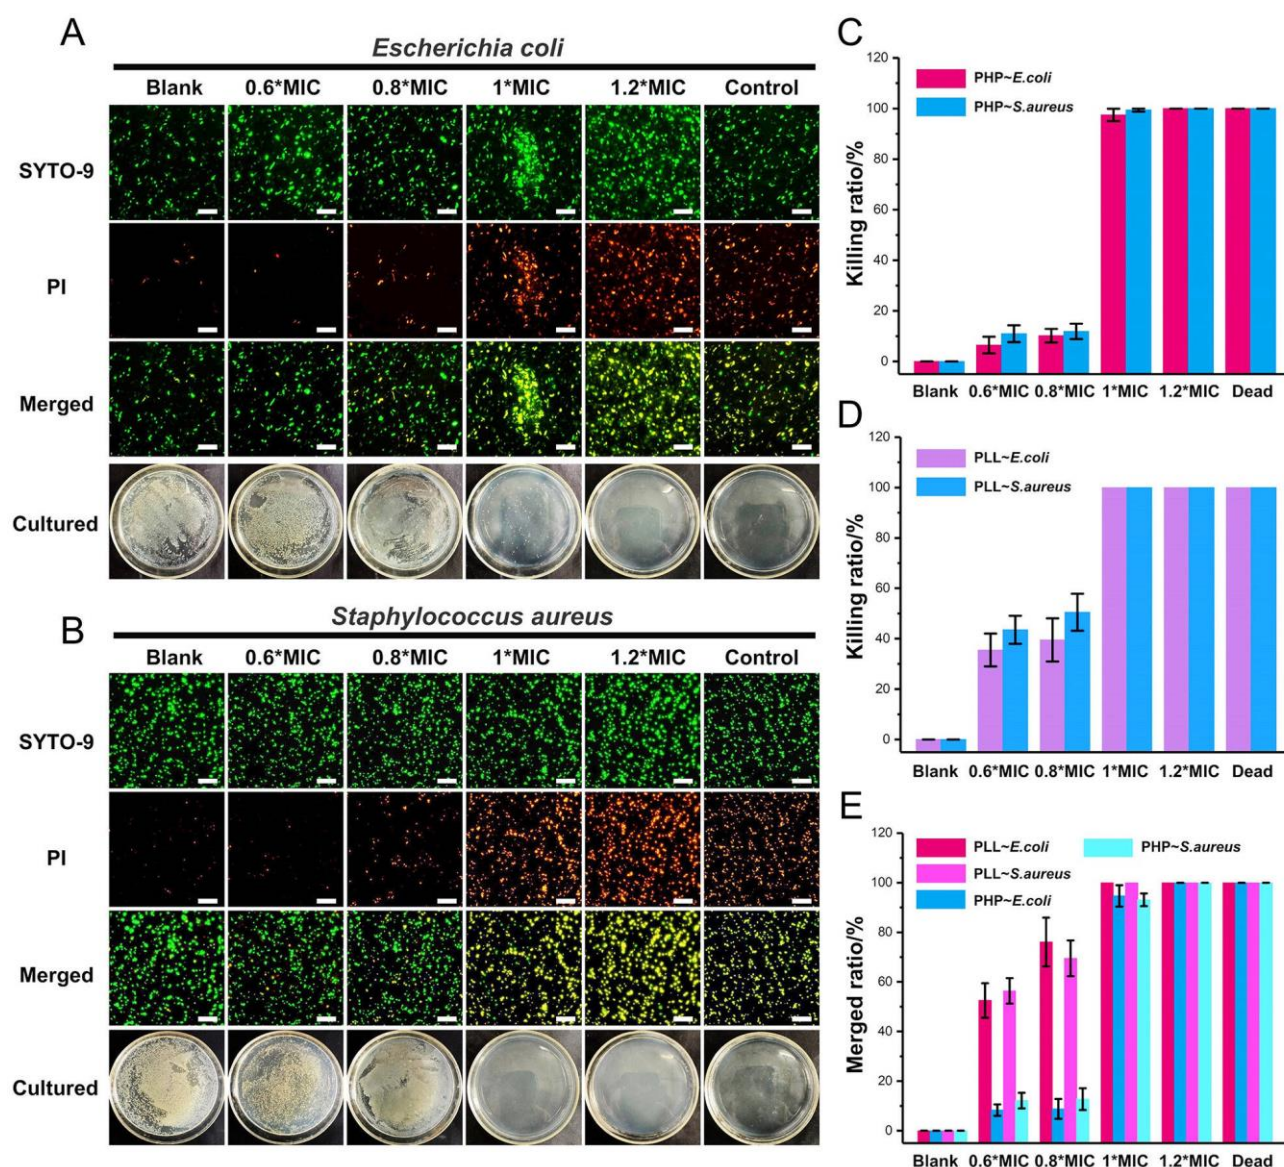 A
Escherichia coli
Blank 0.6*MIC 0.8*MIC 1*MIC 1.2*MIC Control
SYTO-9
PI
Merged
Cultured
B
Staphylococcus aureus
Blank 0.6*MIC 0.8*MIC 1*MIC 1.2*MIC Control
SYTO-9
PI
Merged
Cultured
C
PHP~E.coli
PHP~S.aureus
Killing ratio/%
120
100
80
60
40
20
0
Blank 0.6*MIC 0.8*MIC 1*MIC 1.2*MIC Dead
D
PLL~E.coli
PLL~S.aureus
Killing ratio/%
120
100
80
60
40
20
0
Blank 0.6*MIC 0.8*MIC 1*MIC 1.2*MIC Dead
E
PLL~E.coli PHP~S.aureus
PLL~S.aureus
PHP~E.coli
Merged ratio/%
120
100
80
60
40
20
0
Blank 0.6*MIC 0.8*MIC 1*MIC 1.2*MIC Dead